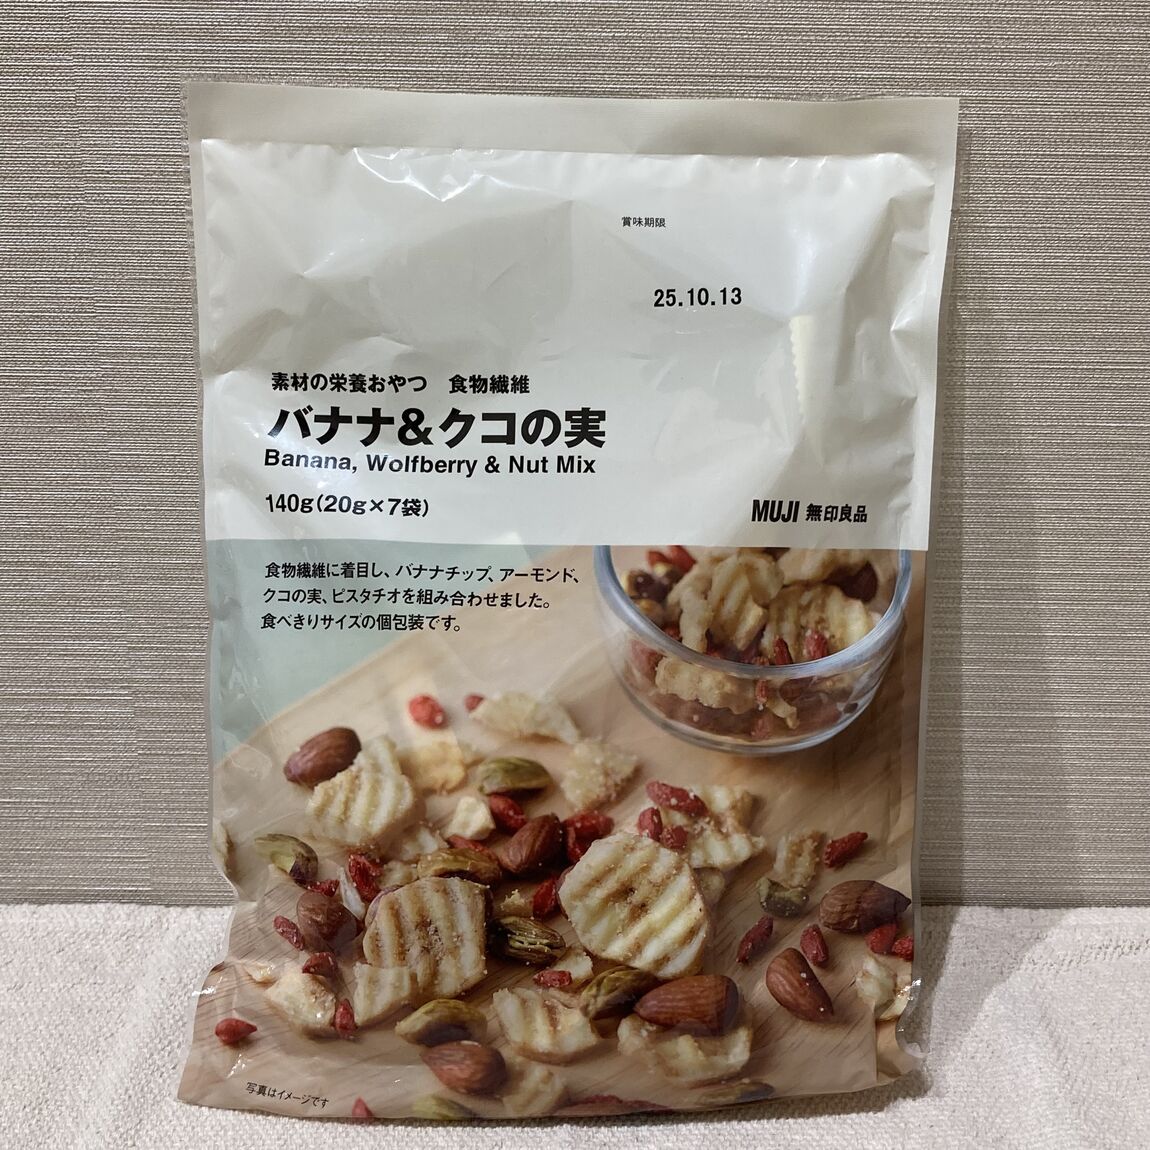 賞味期限
25.10.13
素材の栄養おやつ 食物繊維
バナナ&クコの実
Banana, Wolfberry & Nut Mix
140g(20g×7袋)
MUJI 無印良品
食物繊維に着目し、バナナチップ、アーモンド、
クコの実、ピスタチオを組み合わせました。
食べきりサイズの個包装です。
写真はイメージです